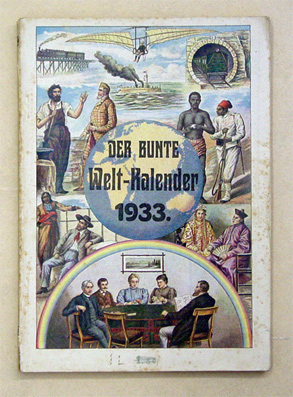 DER BUNTE
Welt-Kalender
1933.